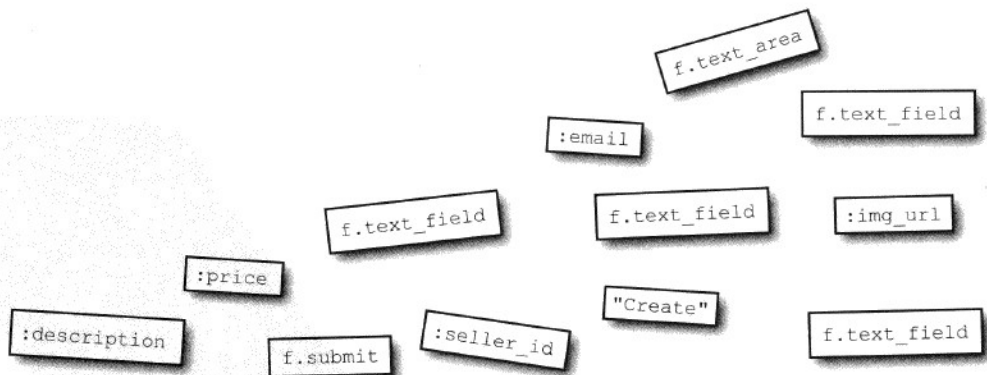 f.text_area
f.text_field
:email
f.text_field
f.text_field
:img_url
:price
"Create"
:description
f.submit
:seller_id
f.text_field